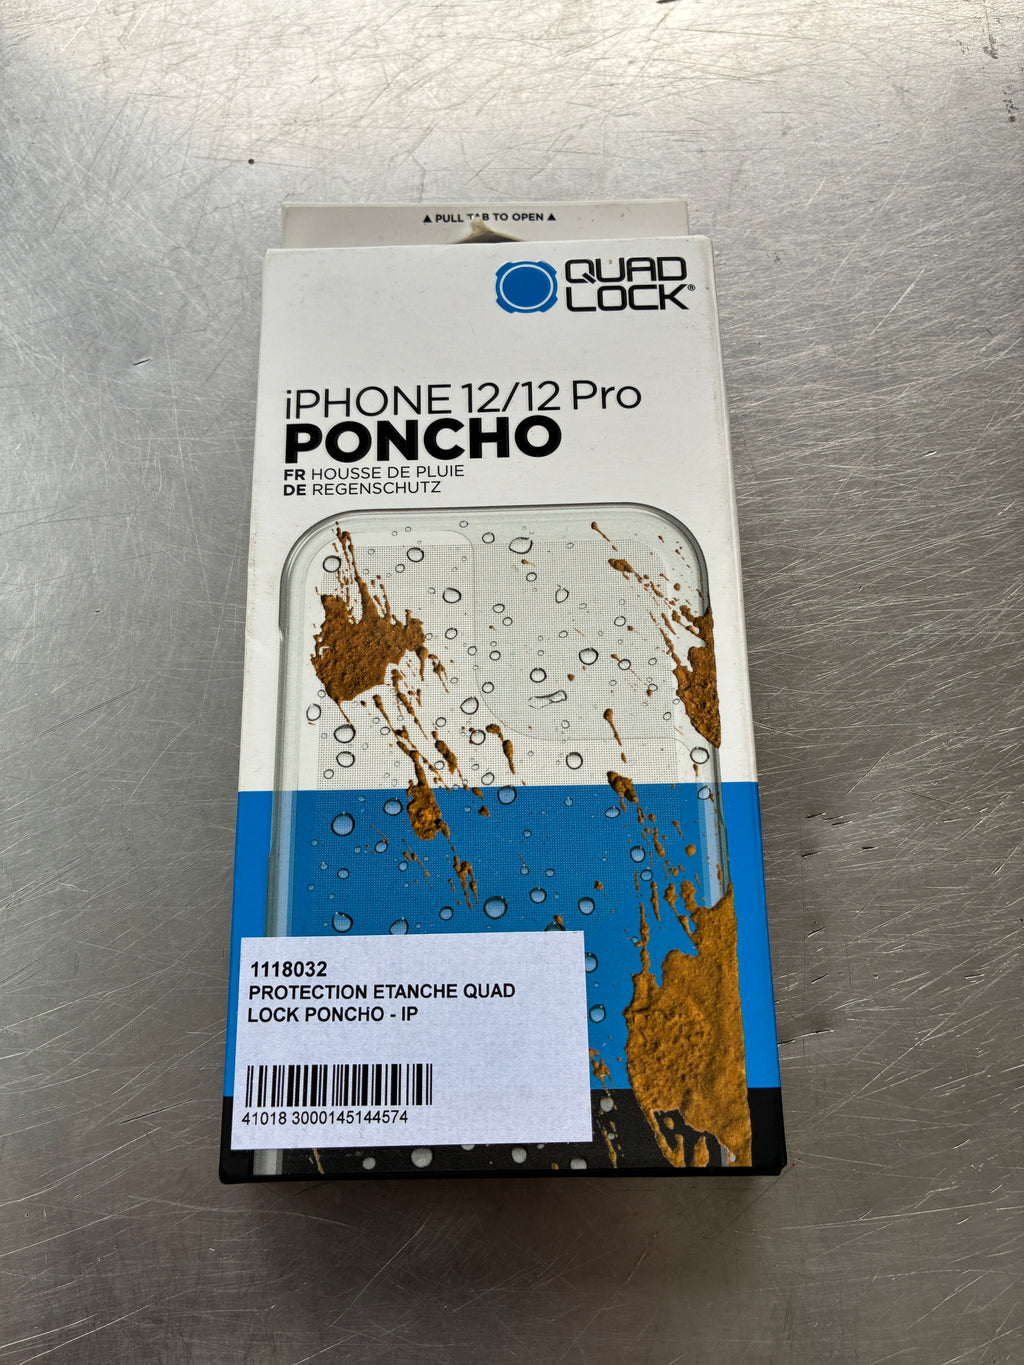 ▲ PULL TAB TO OPEN ▲
QUAD
LOCK®
iPHONE 12/12 Pro
PONCHO
FR HOUSSE DE PLUIE
DE REGENSCHUTZ
1118032
PROTECTION ETANCHE QUAD
LOCK PONCHO - IP
41018 3000145144574